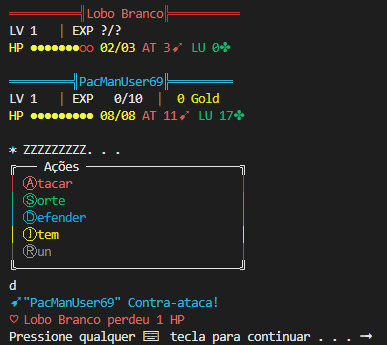 Lobo Branco
LV 1 | EXP ?/?
HP ●●●●●●●○○ 02/03 AT 3➶ LU 0✤
PacManUser69
LV 1 | EXP 0/10 | 0 Gold
HP ●●●●●●●●● 08/08 AT 11➶ LU 17✤
* ZZZZZZZZZ. . .
Ações
Ⓐtacar
Ⓢorte
Ⓓefender
Ⓘtem
Ⓡun
d
➶"PacManUser69" Contra-ataca!
♡ Lobo Branco perdeu 1 HP
Pressione qualquer ⌨ tecla para continuar . . . ⟶